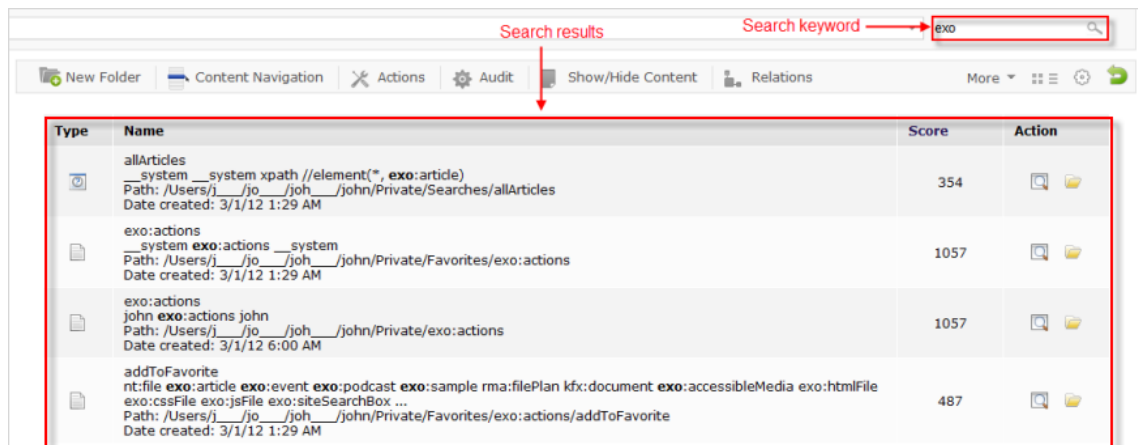 Search results
Search keyword
exo
New Folder Content Navigation Actions Audit Show/Hide Content Relations More
Type Name Score Action
allArticles
__system __system xpath //element(*, exo:article)
Path: /Users/j___/jo___/joh___/john/Private/Searches/allArticles
Date created: 3/1/12 1:29 AM
354
exo:actions
__system exo:actions __system
Path: /Users/j___/jo___/joh___/john/Private/Favorites/exo:actions
Date created: 3/1/12 1:29 AM
1057
exo:actions
john exo:actions john
Path: /Users/j___/jo___/joh___/john/Private/exo:actions
Date created: 3/1/12 6:00 AM
1057
addToFavorite
nt:file exo:article exo:event exo:podcast exo:sample rma:filePlan kfx:document exo:accessibleMedia exo:htmlFile
exo:cssFile exo:jsFile exo:siteSearchBox ...
Path: /Users/j___/jo___/joh___/john/Private/Favorites/exo:actions/addToFavorite
Date created: 3/1/12 1:29 AM
487